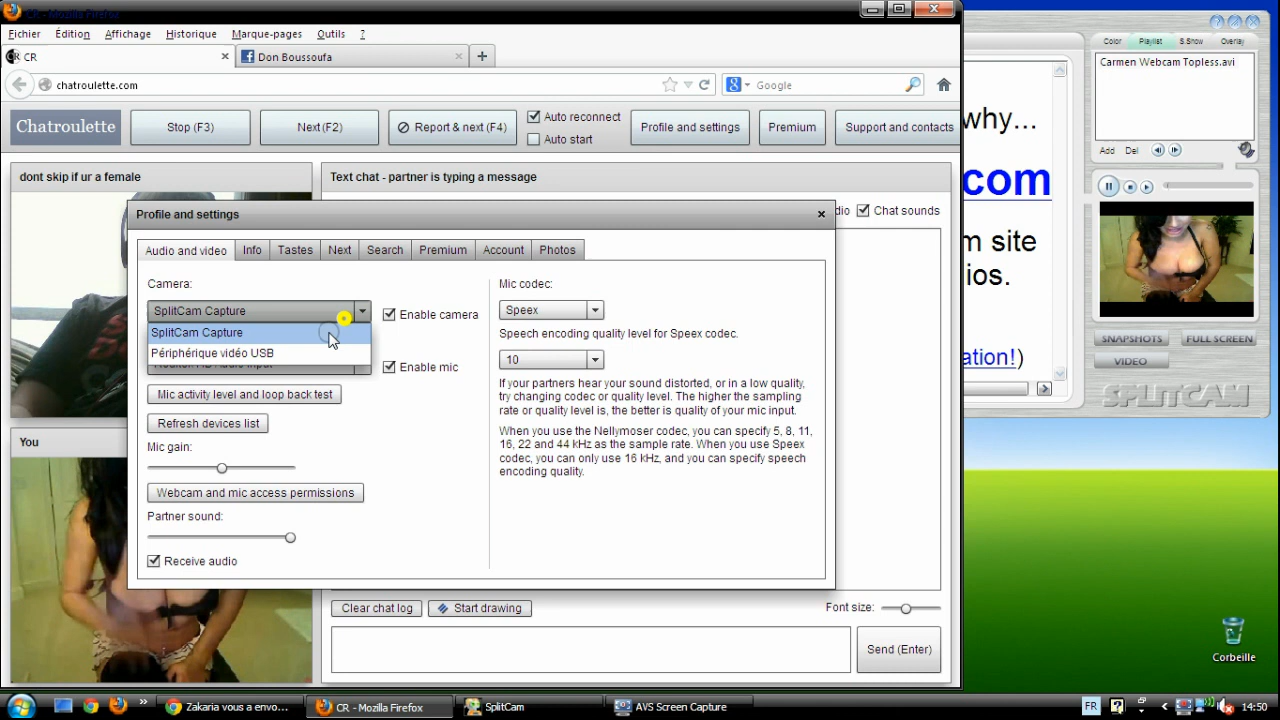 CR - Mozilla Firefox
Fichier Édition Affichage Historique Marque-pages Outils ?
CR CR
Don Boussoufa
chatroulette.com
Google
Chatroulette
Stop (F3)
Next (F2)
Report & next (F4)
Auto reconnect
Auto start
Profile and settings
Premium
Support and contacts
dont skip if ur a female
Text chat - partner is typing a message
Chat sounds
Profile and settings
Audio and video Info Tastes Next Search Premium Account Photos
Camera:
SplitCam Capture
Enable camera
SplitCam Capture
Périphérique vidéo USB
Enable mic
Mic activity level and loop back test
Refresh devices list
Mic gain:
Webcam and mic access permissions
Partner sound:
Receive audio
Mic codec:
Speex
Speech encoding quality level for Speex codec.
10
If your partners hear your sound distorted, or in a low quality,
try changing codec or quality level. The higher the sampling
rate or quality level is, the better is quality of your mic input.
When you use the Nellymoser codec, you can specify 5, 8, 11,
16, 22 and 44 kHz as the sample rate. When you use Speex
codec, you can only use 16 kHz, and you can specify speech
encoding quality.
You
Clear chat log
Start drawing
Font size:
Send (Enter)
why...
com
m site
ios.
ation!)
Color Playlist S.Show Overlay
Carmen Webcam Topless.avi
Add Del
SNAPSHOTS FULL SCREEN
VIDEO
SPLITCAM
Corbeille
Zakaria vous a envo...
CR - Mozilla Firefox
SplitCam
AVS Screen Capture
FR
14:50